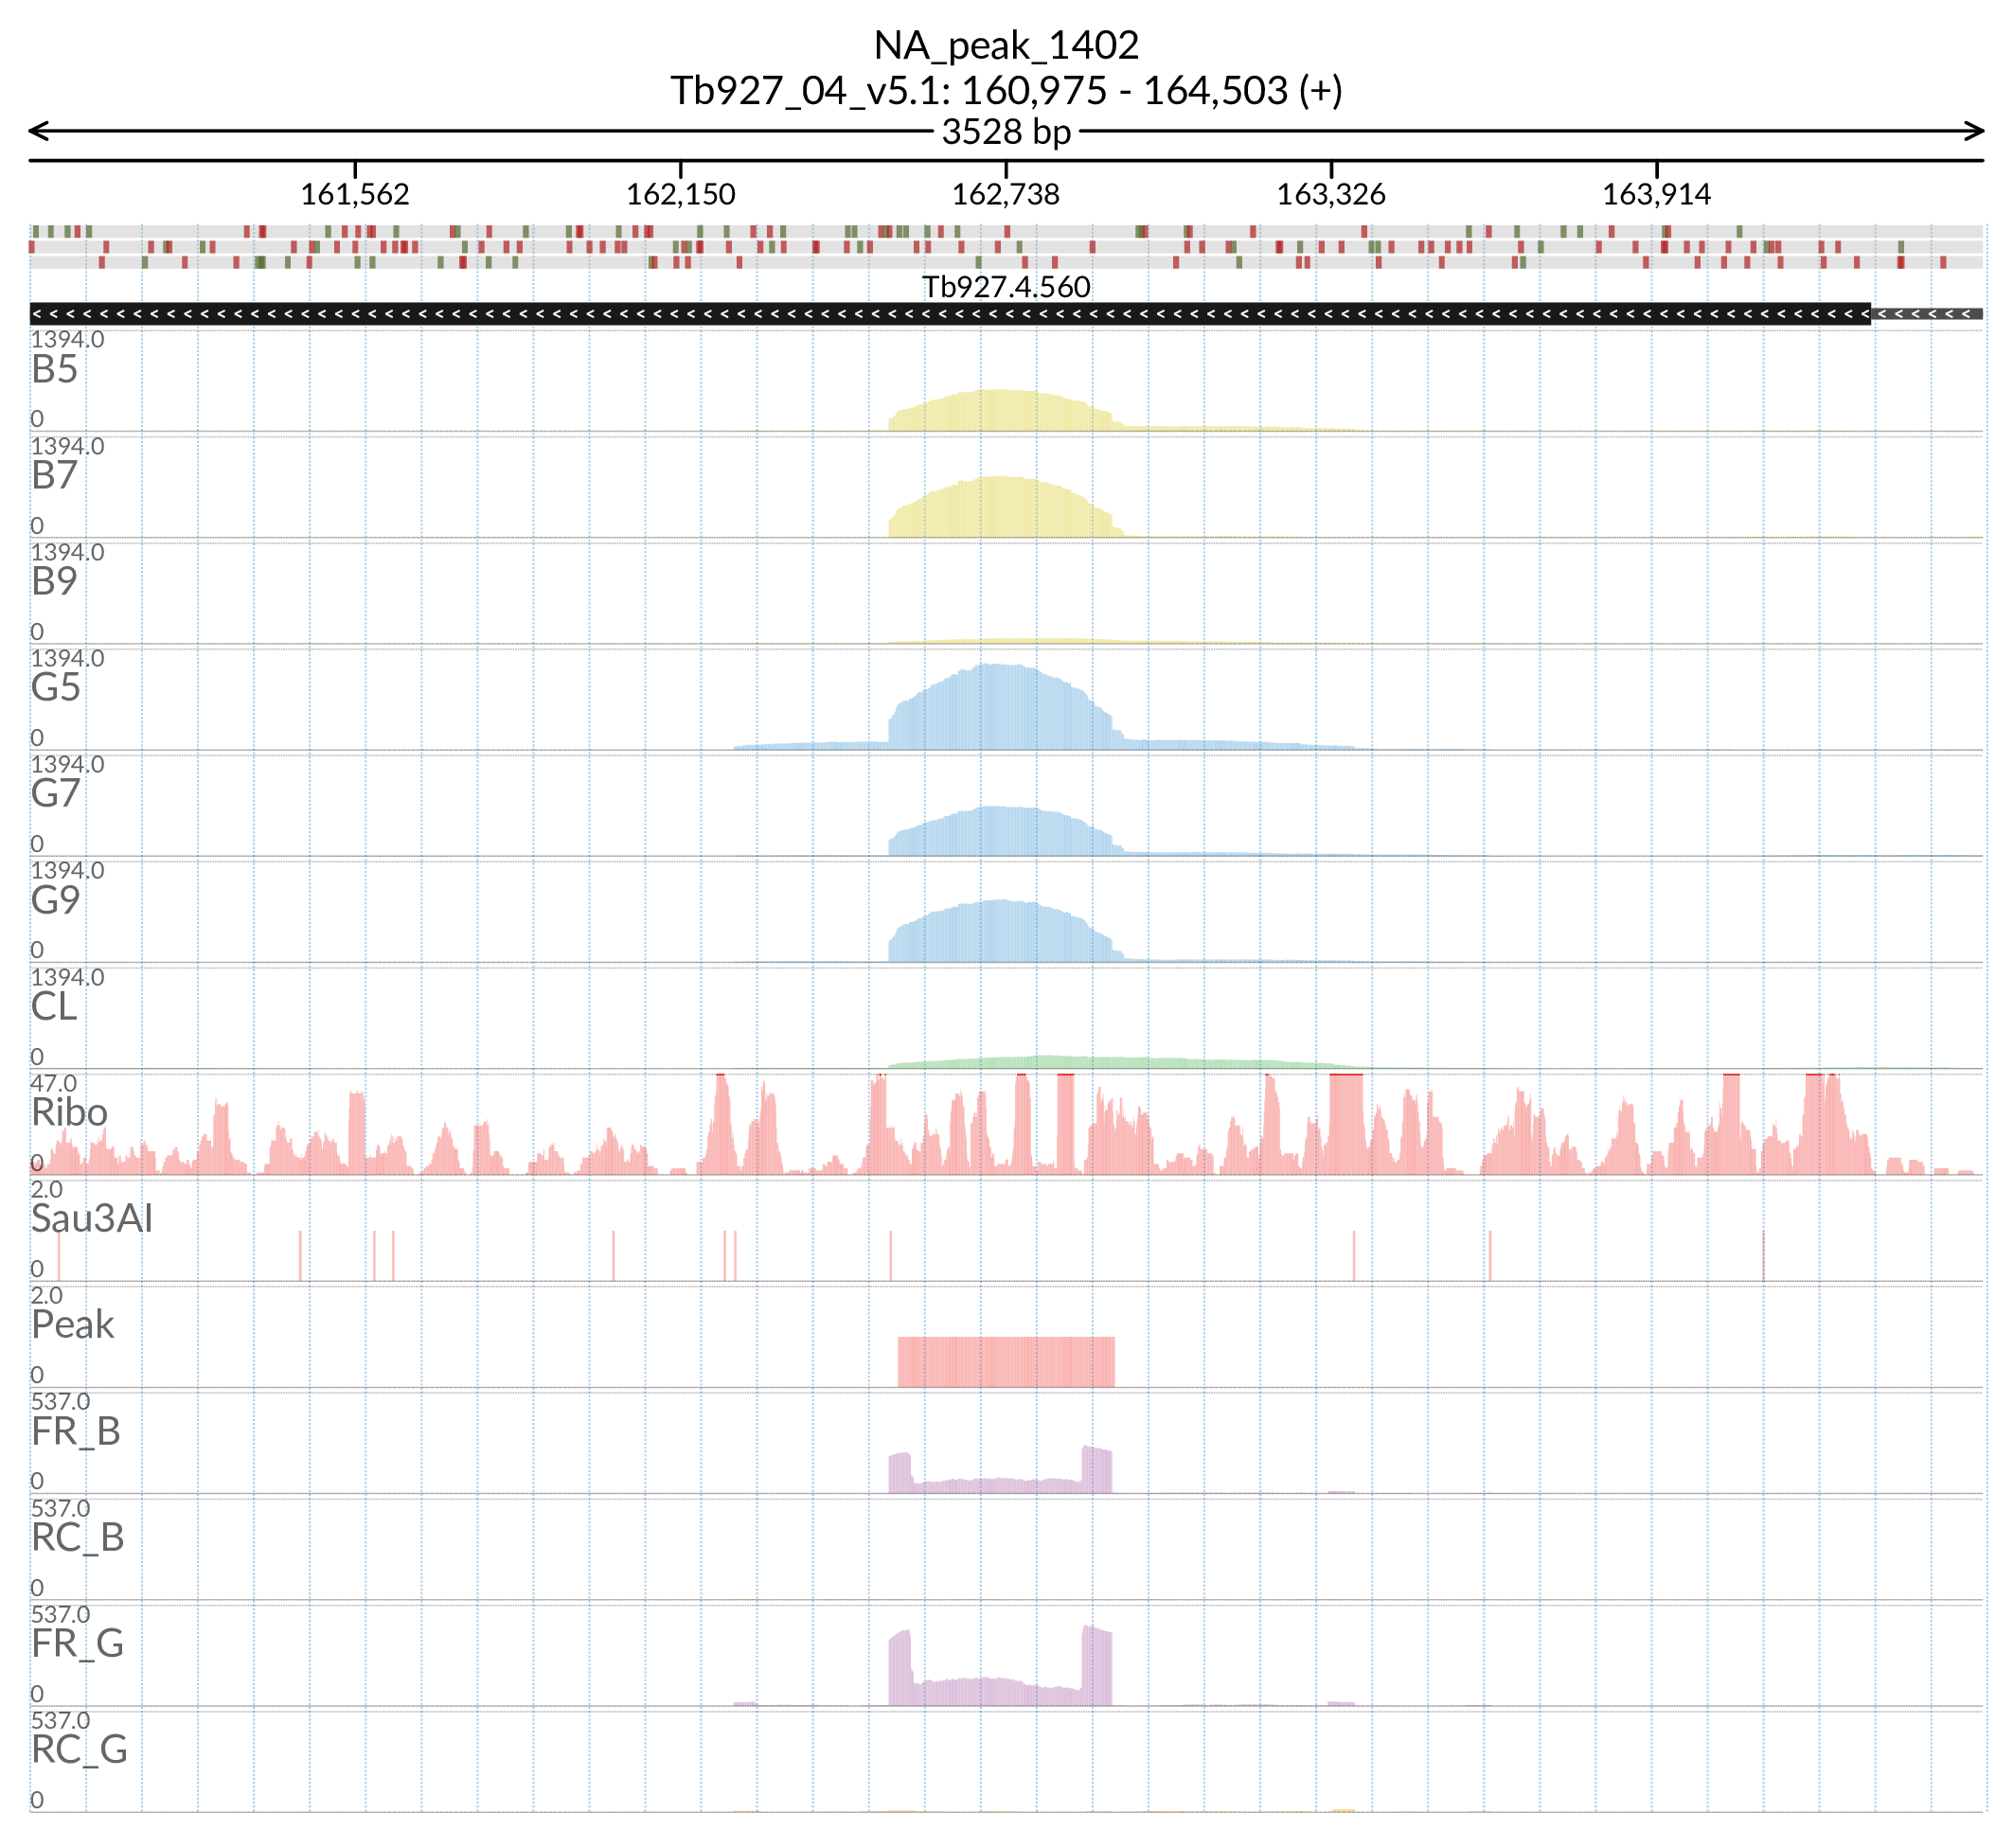 NA_peak_1402
Tb927_04_v5.1: 160,975 - 164,503 (+)
3528 bp
161,562 162,150 162,738 163,326 163,914
Tb927.4.560
1394.0
B5
0
1394.0
B7
0
1394.0
B9
0
1394.0
G5
0
1394.0
G7
0
1394.0
G9
0
1394.0
CL
0
47.0
Ribo
0
2.0
Sau3AI
0
2.0
Peak
0
537.0
FR_B
0
537.0
RC_B
0
537.0
FR_G
0
537.0
RC_G
0